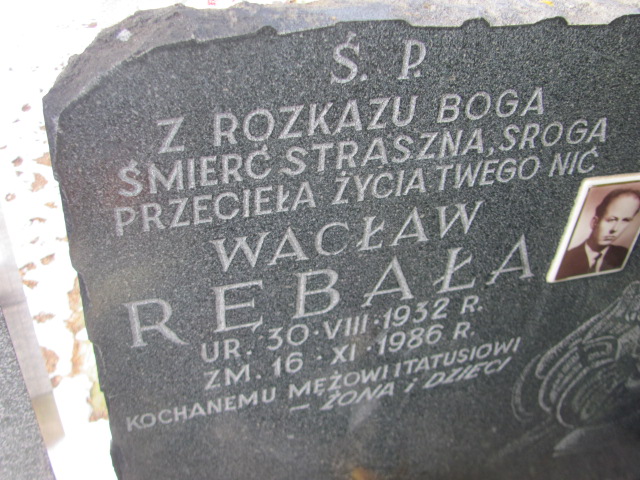 Ś. P.
Z ROZKAZU BOGA
ŚMIERĆ STRASZNA, SROGA
PRZECIEŁA ŻYCIA TWEGO NIĆ
WACŁAW
RĘBAŁA
UR. 30·VIII·1932 R.
ZM. 16·XI·1986 R.
KOCHANEMU MĘŻOWI I TATUSIOWI
– ŻONA i DZIECI